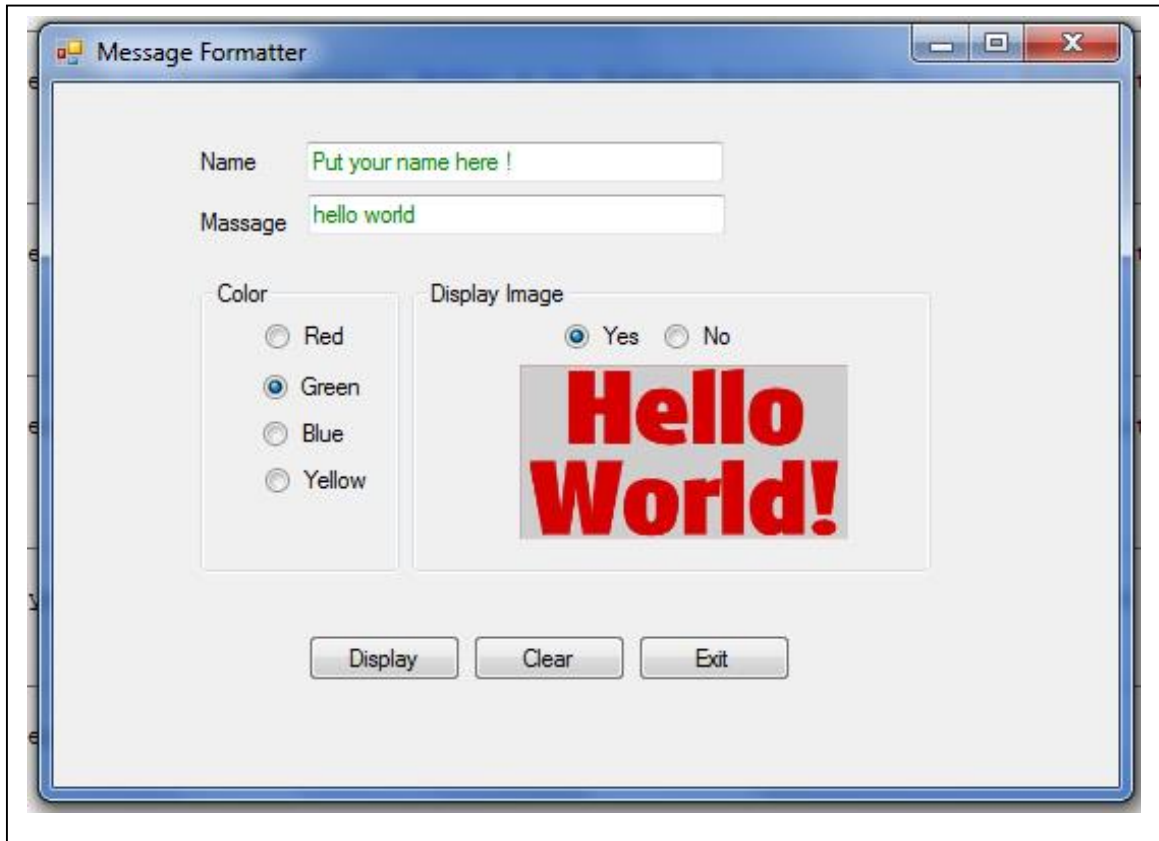 Message Formatter
Name Put your name here !
Massage hello world
Color
Red
Green
Blue
Yellow
Display Image
Yes No
Hello
World!
Display Clear Exit